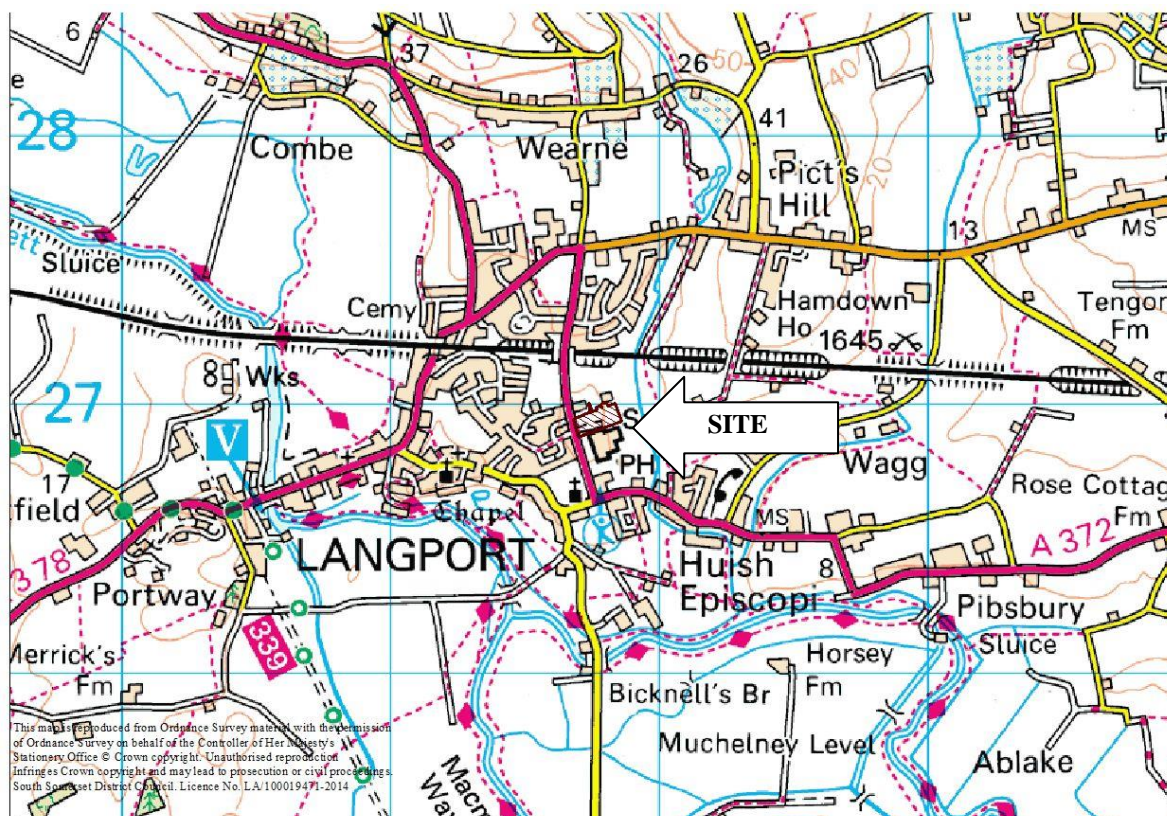 6
37
26
50
40
28
e
Combe
Wearne
41
Pict's
Hill
20
13
MS
ett
Sluice
Cemy
Hamdown
Ho
Tengor
Fm
1645
27
Wks
S
SITE
V
PH
Wagg
17
field
Chapel
Rose Cottag
Fm
MS
LANGPORT
A 372
378
Huish
Episcopi
8
Portway
Pibsbury
Sluice
339
Merrick's
Fm
Horsey
Fm
Bicknell's Br
Muchelney Level
Ablake
This map is reproduced from Ordnance Survey material with the permission
of Ordnance Survey on behalf of the Controller of Her Majesty's
Stationery Office © Crown copyright. Unauthorised reproduction
Infringes Crown copyright and may lead to prosecution or civil proceedings.
South Somerset District Council. Licence No. LA/100019471-2014